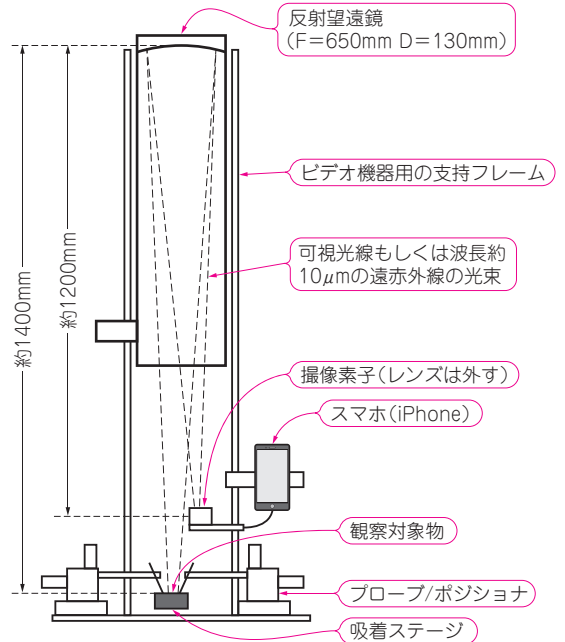 反射望遠鏡
(F=650mm D=130mm)
ビデオ機器用の支持フレーム
可視光線もしくは波長約
10μmの遠赤外線の光束
約1400mm
約1200mm
撮像素子(レンズは外す)
スマホ(iPhone)
観察対象物
プローブ/ポジショナ
吸着ステージ